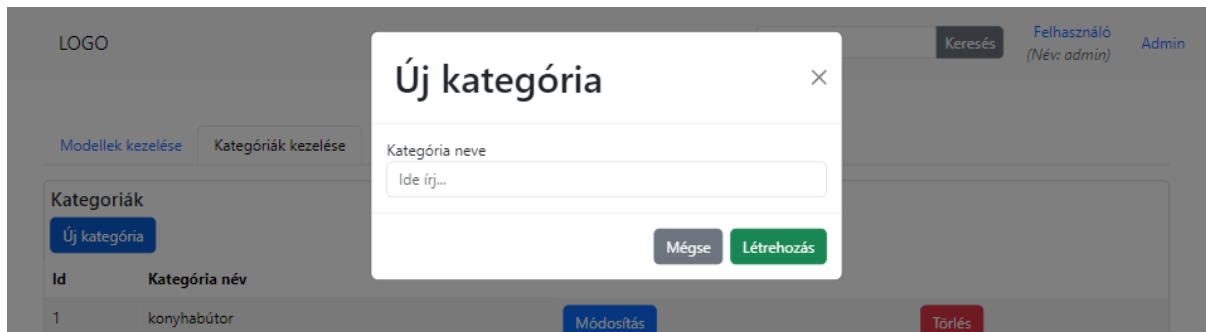 LOGO
Keresés
Felhasználó
(Név: admin)
Admin
Új kategória
Modellek kezelése
Kategóriák kezelése
Kategória neve
Ide írj...
Kategoriák
Új kategória
Mégse
Létrehozás
Id
Kategória név
1
konyhabútor
Módosítás
Törlés